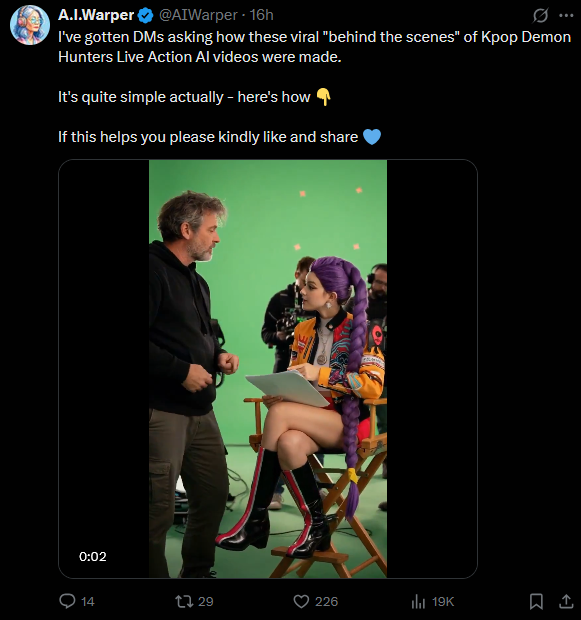 A.I.Warper @AIWarper · 16h
I've gotten DMs asking how these viral "behind the scenes" of Kpop Demon
Hunters Live Action AI videos were made.
It's quite simple actually - here's how 👇
If this helps you please kindly like and share 💙
0:02
14 29 226 19K